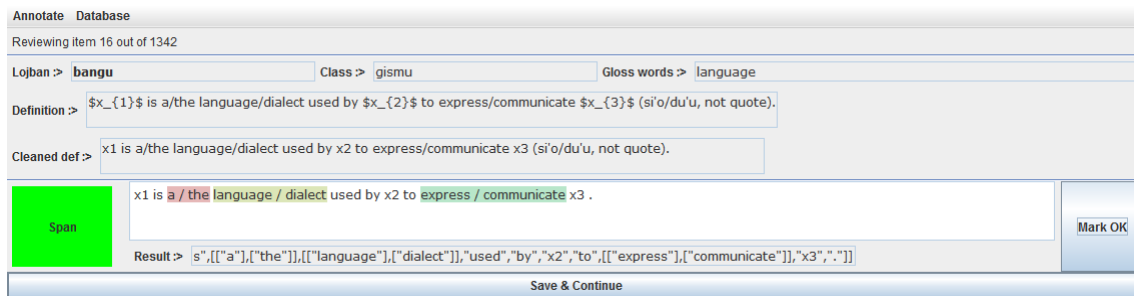 Annotate Database
Reviewing item 16 out of 1342
Lojban :> bangu Class :> gismu Gloss words :> language
Definition :> $x_{1}$ is a/the language/dialect used by $x_{2}$ to express/communicate $x_{3}$ (si'o/du'u, not quote).
Cleaned def :> x1 is a/the language/dialect used by x2 to express/communicate x3 (si'o/du'u, not quote).
x1 is a / the language / dialect used by x2 to express / communicate x3 .
Span
Mark OK
Result :> s",[["a"],["the"]],[["language"],["dialect"]],"used","by","x2","to",[["express"],["communicate"]],"x3","."]]
Save & Continue